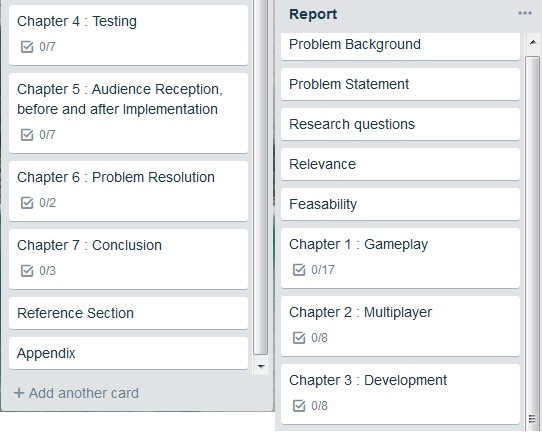 Chapter 4 : Testing
0/7
Chapter 5 : Audience Reception,
before and after Implementation
0/7
Chapter 6 : Problem Resolution
0/2
Chapter 7 : Conclusion
0/3
Reference Section
Appendix
+ Add another card
Report
Problem Background
Problem Statement
Research questions
Relevance
Feasability
Chapter 1 : Gameplay
0/17
Chapter 2 : Multiplayer
0/8
Chapter 3 : Development
0/8